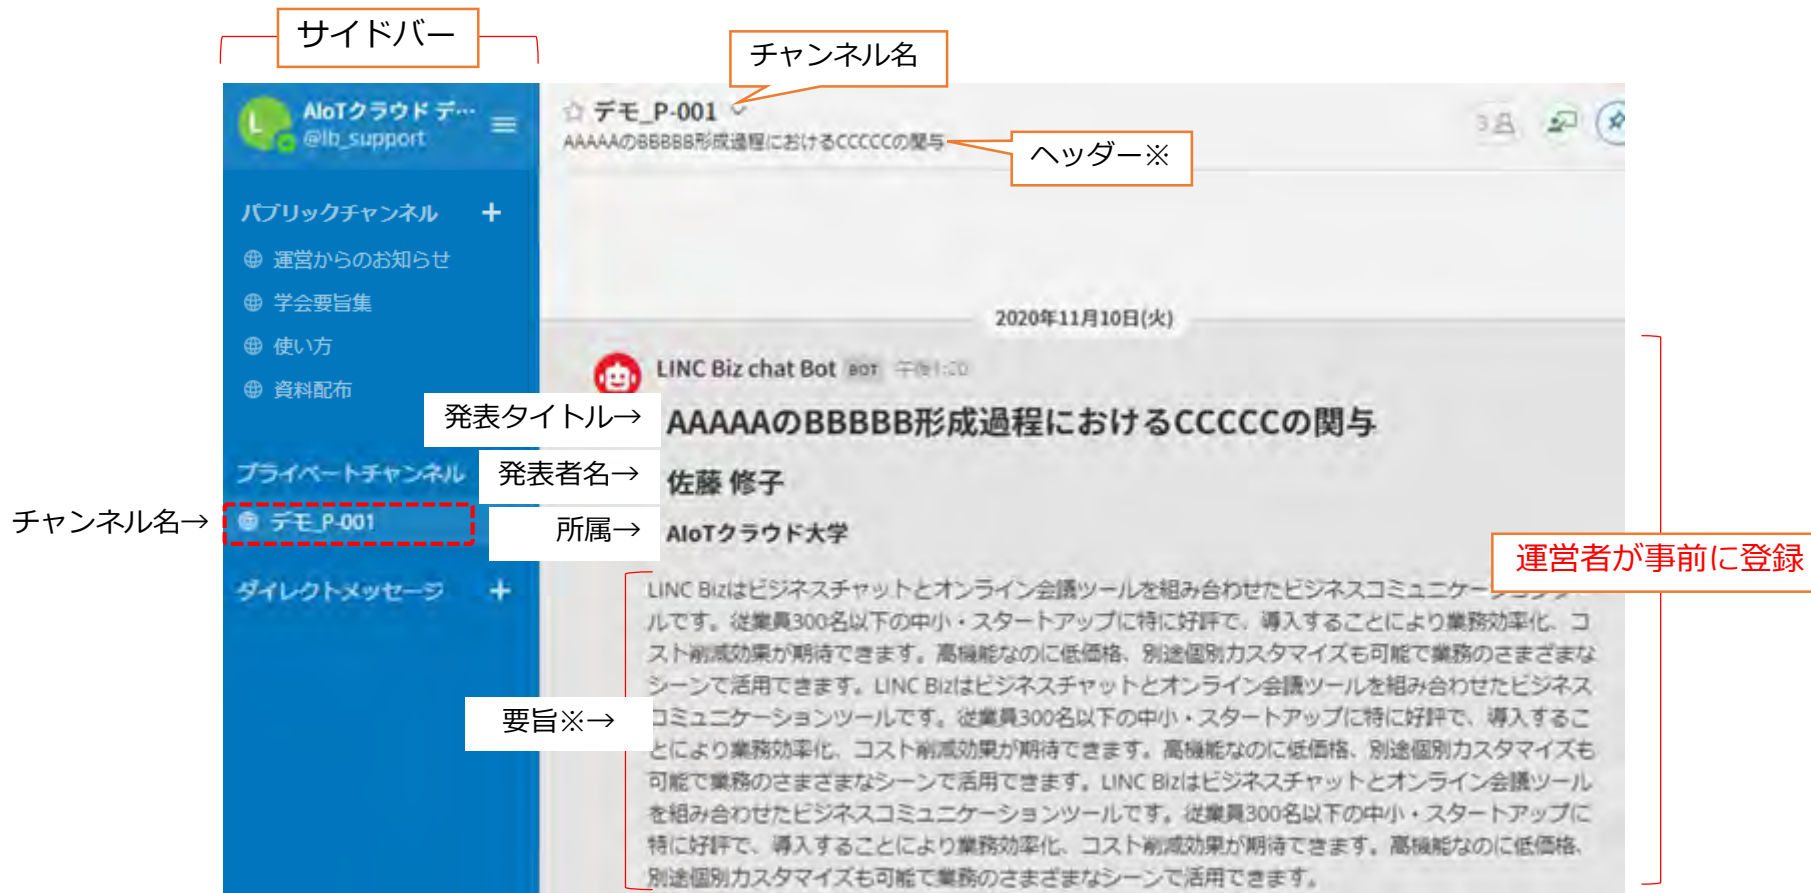 サイドバー
チャンネル名
AIoTクラウド デ…
@lb_support
デモ_P-001
AAAAAのBBBBB形成過程におけるCCCCCの関与
3
ヘッダー※
パブリックチャンネル +
運営からのお知らせ
学会要旨集
使い方
資料配布
プライベートチャンネル
チャンネル名→
デモ_P-001
ダイレクトメッセージ +
2020年11月10日(火)
LINC Biz chat Bot BOT 午後1:20
発表タイトル→ AAAAAのBBBBB形成過程におけるCCCCCの関与
発表者名→ 佐藤 修子
所属→ AIoTクラウド大学
運営者が事前に登録
要旨※→
LINC Bizはビジネスチャットとオンライン会議ツールを組み合わせたビジネスコミュニケー
ルです。従業員300名以下の中小・スタートアップに特に好評で、導入することにより業務効率化、コ
スト削減効果が期待できます。高機能なのに低価格、別途個別カスタマイズも可能で業務のさまざまな
シーンで活用できます。LINC Bizはビジネスチャットとオンライン会議ツールを組み合わせたビジネス
コミュニケーションツールです。従業員300名以下の中小・スタートアップに特に好評で、導入するこ
とにより業務効率化、コスト削減効果が期待できます。高機能なのに低価格、別途個別カスタマイズも
可能で業務のさまざまなシーンで活用できます。LINC Bizはビジネスチャットとオンライン会議ツール
を組み合わせたビジネスコミュニケーションツールです。従業員300名以下の中小・スタートアップに
特に好評で、導入することにより業務効率化、コスト削減効果が期待できます。高機能なのに低価格、
別途個別カスタマイズも可能で業務のさまざまなシーンで活用できます。